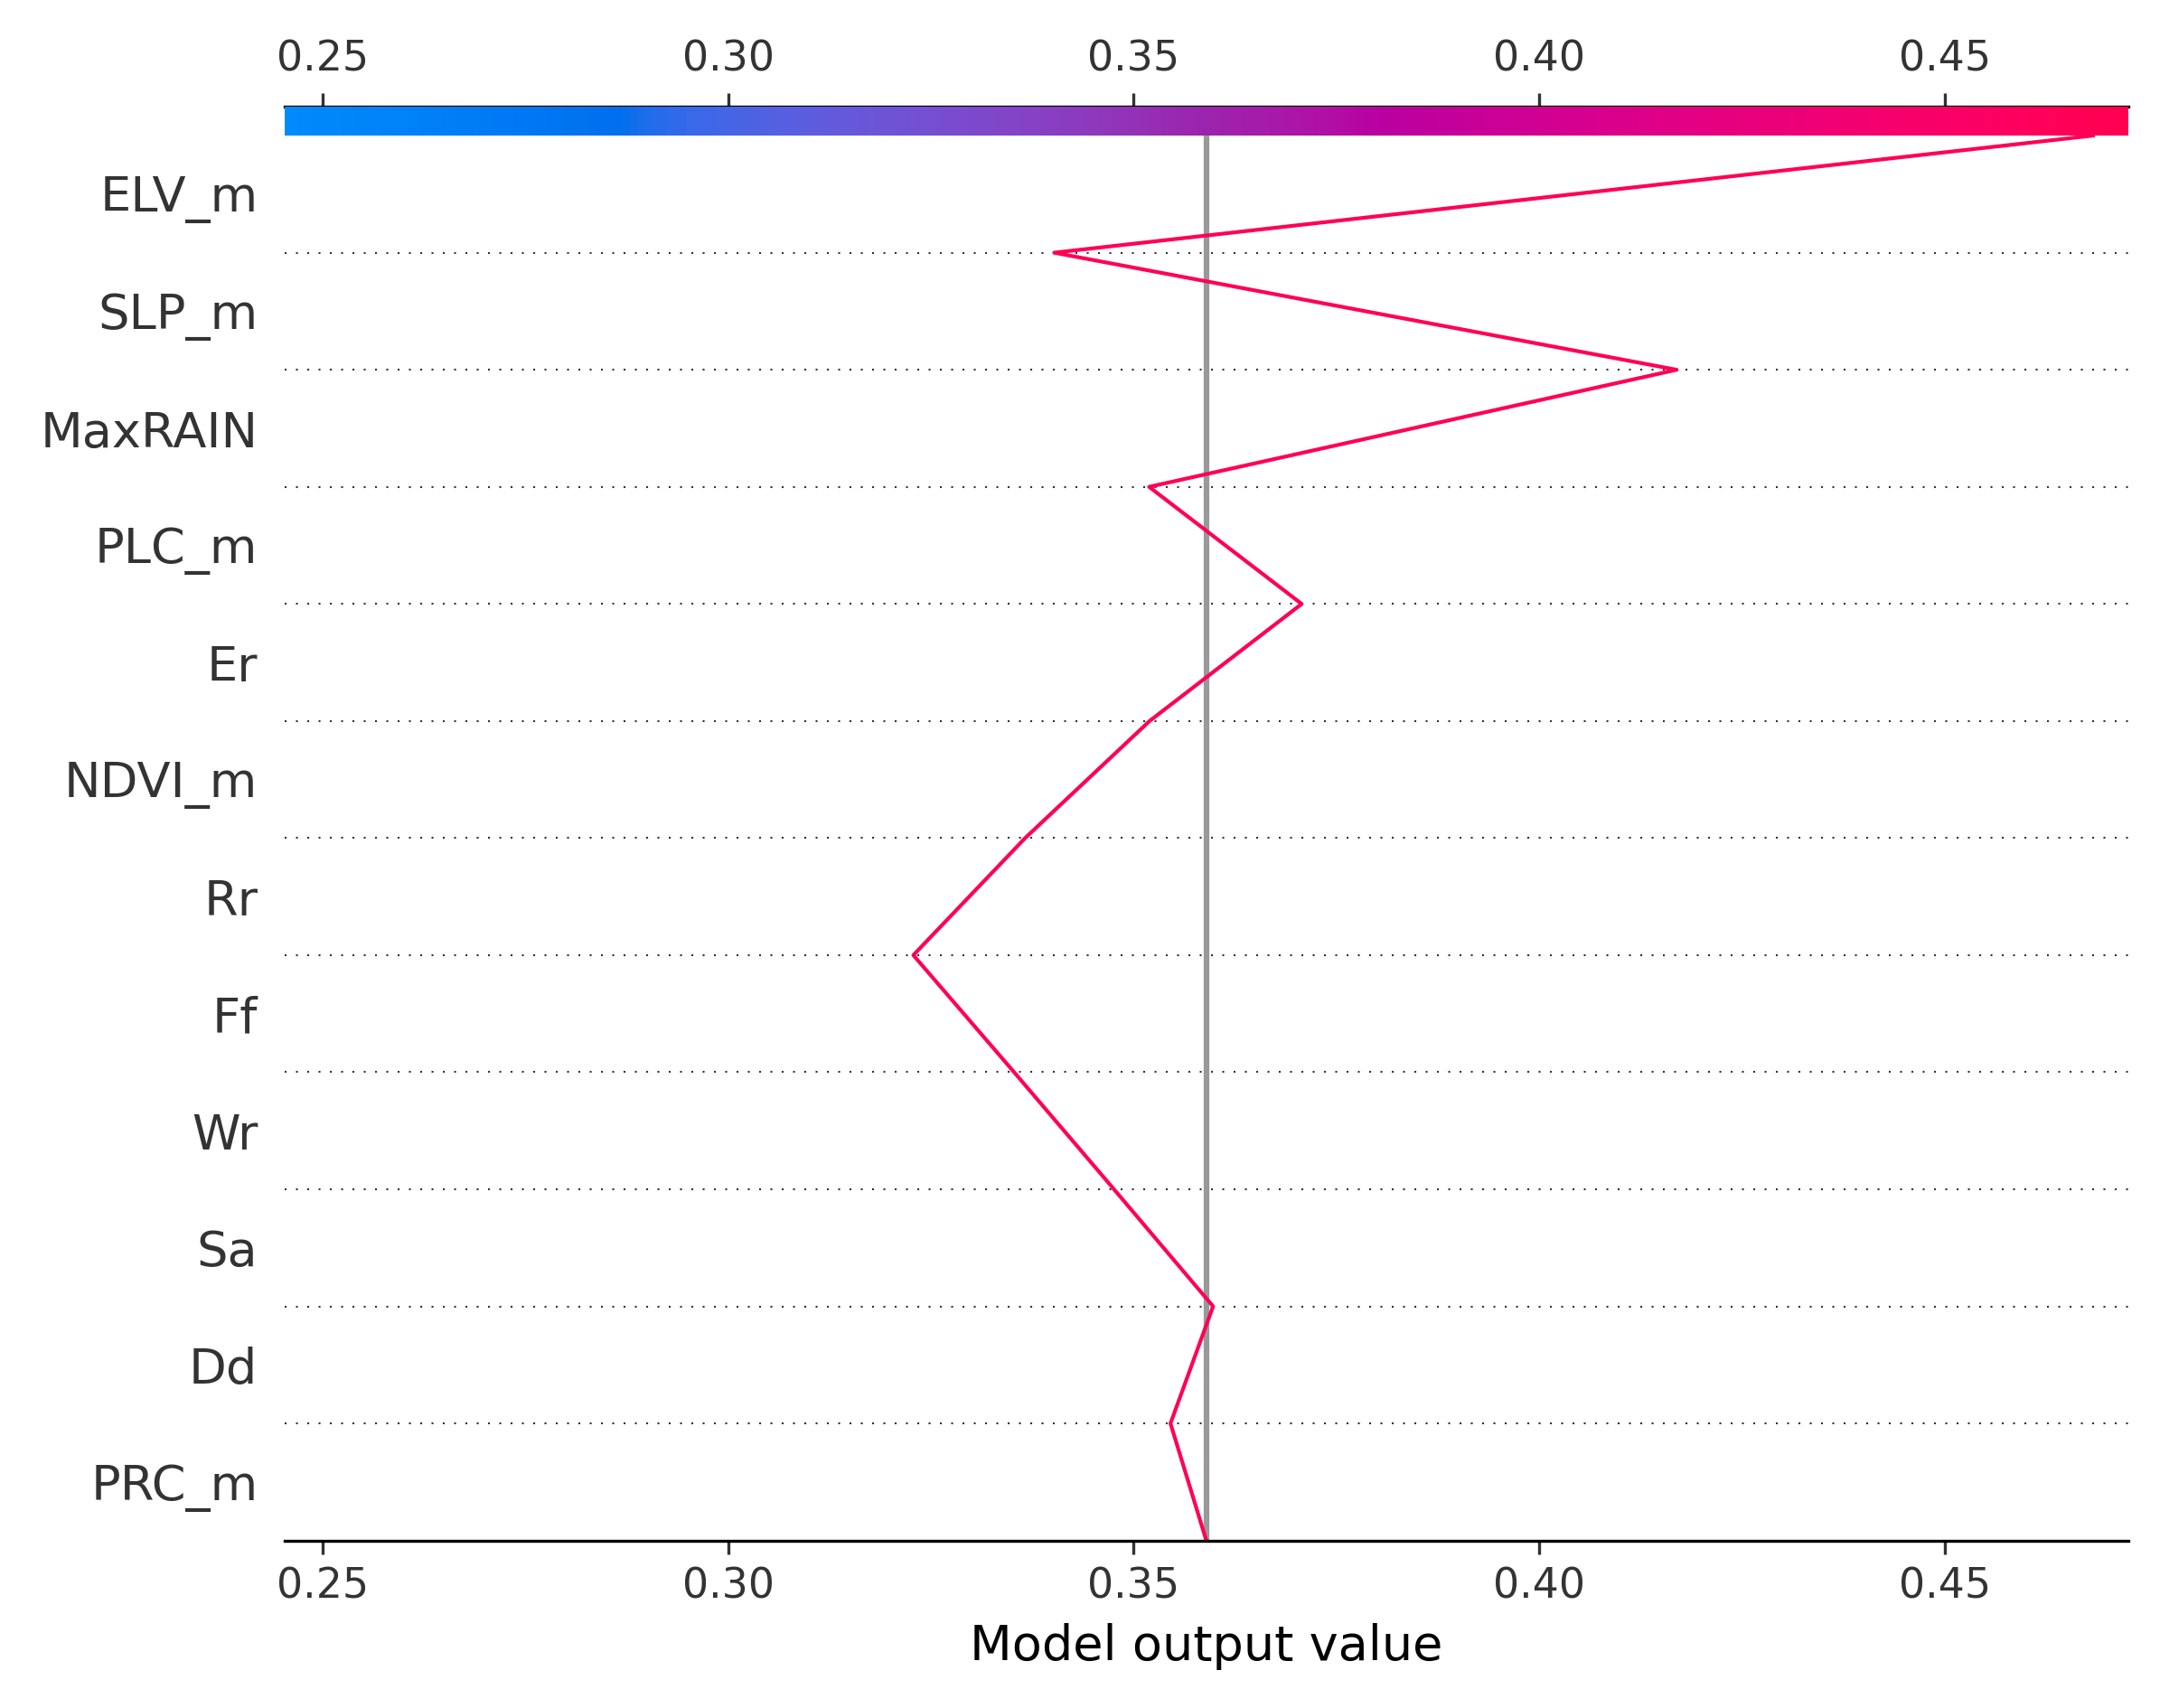 0.25 0.30 0.35 0.40 0.45
ELV_m
SLP_m
MaxRAIN
PLC_m
Er
NDVI_m
Rr
Ff
Wr
Sa
Dd
PRC_m
0.25 0.30 0.35 0.40 0.45
Model output value